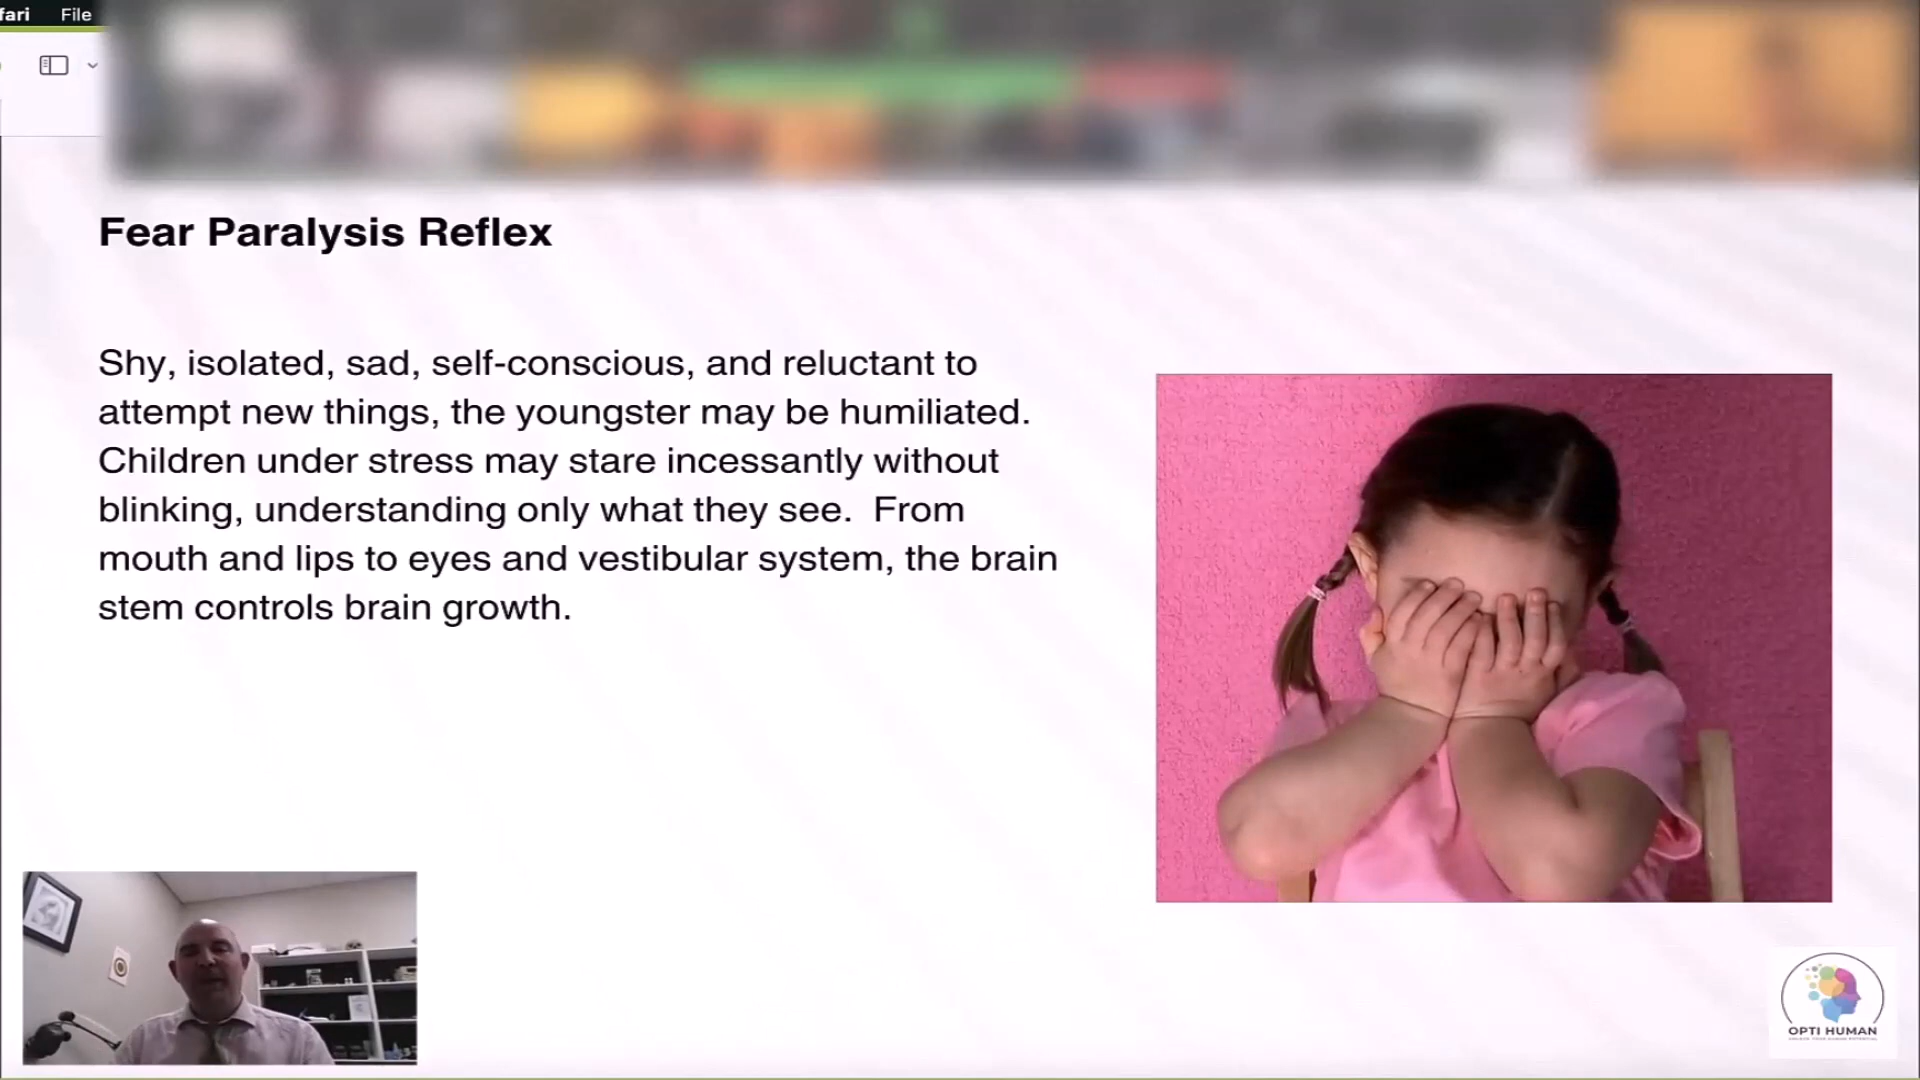 fari File
Fear Paralysis Reflex
Shy, isolated, sad, self-conscious, and reluctant to
attempt new things, the youngster may be humiliated.
Children under stress may stare incessantly without
blinking, understanding only what they see.  From
mouth and lips to eyes and vestibular system, the brain
stem controls brain growth.
OPTI HUMAN